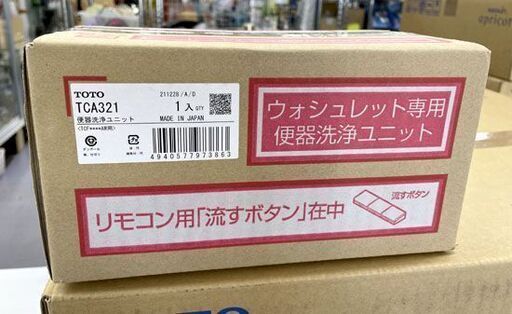 apricot
TOTO
211228/A/D
TCA321
1入 QTY
便器洗浄ユニット
MADE IN JAPAN
4940577973863
ウォシュレット専用
便器洗浄ユニット
リモコン用「流すボタン」在中
流すボタン